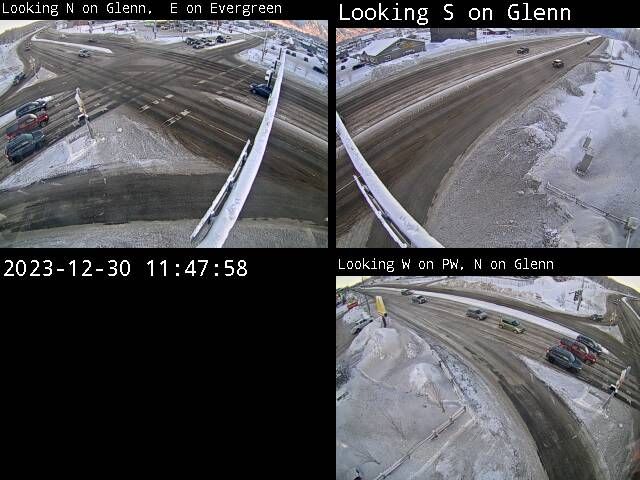 Looking N on Glenn,  E on Evergreen
Looking S on Glenn
2023-12-30 11:47:58
Looking W on PW, N on Glenn